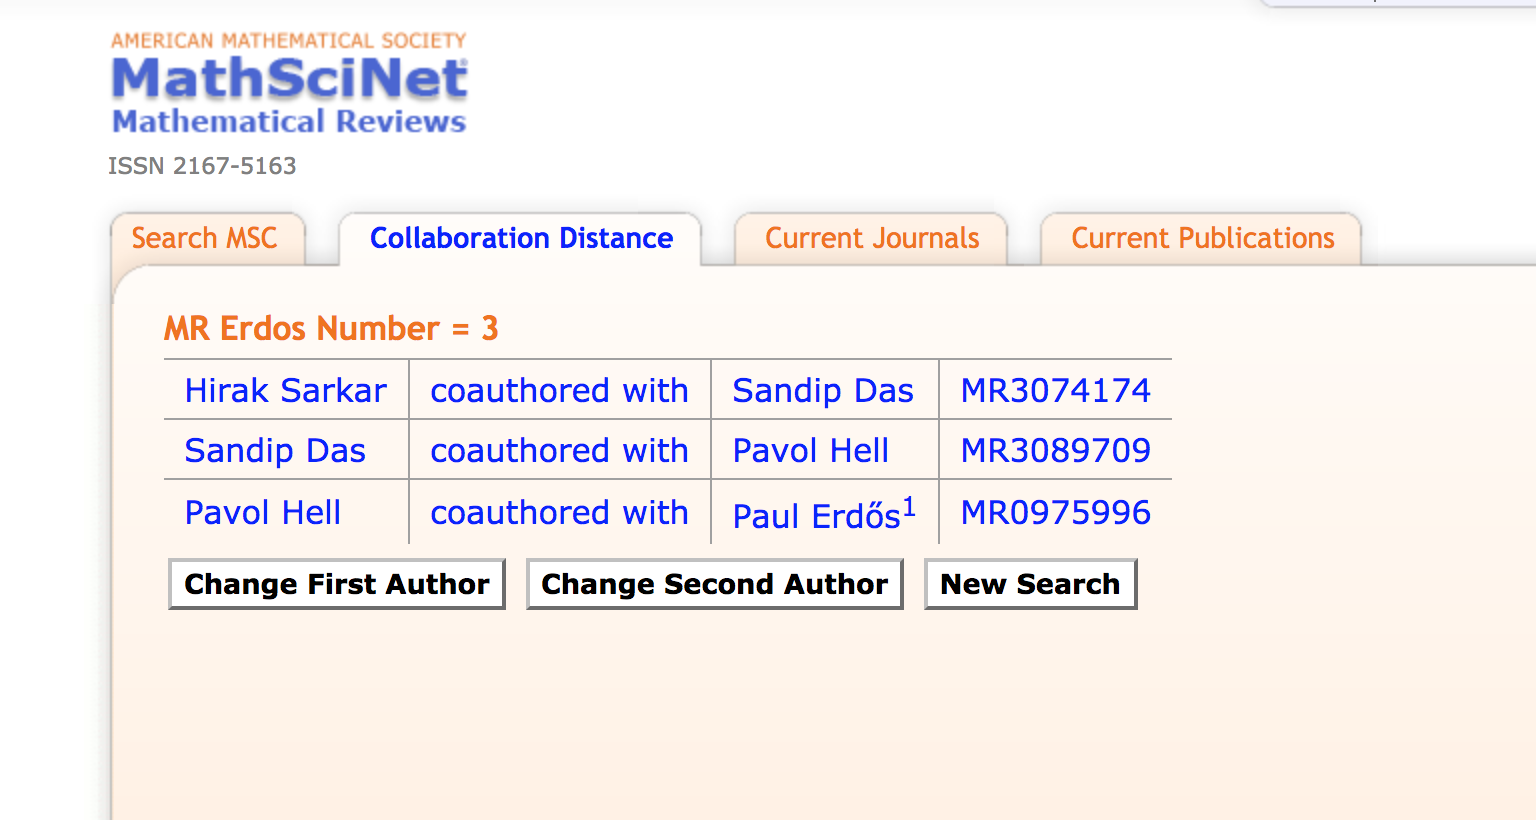 AMERICAN MATHEMATICAL SOCIETY
MathSciNet®
Mathematical Reviews
ISSN 2167-5163
Search MSC Collaboration Distance Current Journals Current Publications
MR Erdos Number = 3
Hirak Sarkar coauthored with Sandip Das MR3074174
Sandip Das coauthored with Pavol Hell MR3089709
Pavol Hell coauthored with Paul Erdős¹ MR0975996
Change First Author Change Second Author New Search